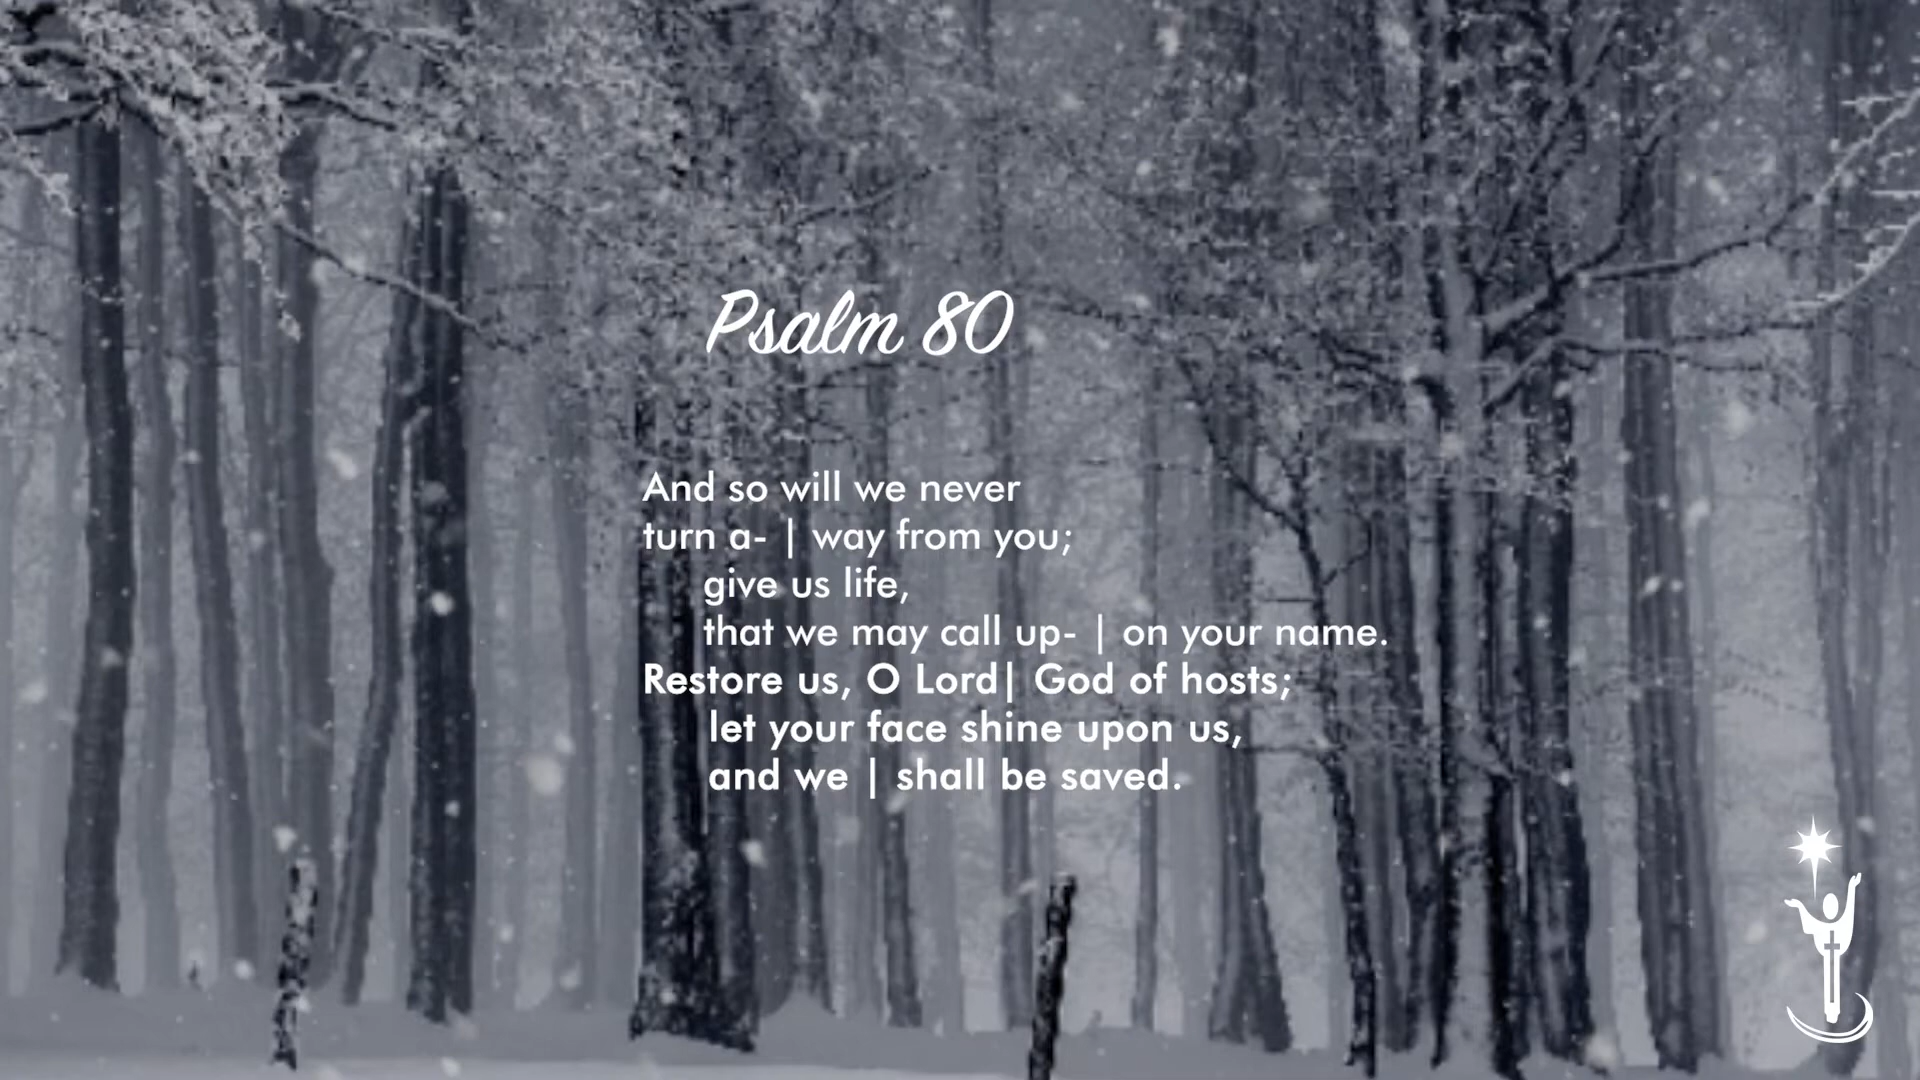 Psalm 80
And so will we never
turn a- | way from you;
give us life,
that we may call up- | on your name.
Restore us, O Lord| God of hosts;
let your face shine upon us,
and we | shall be saved.